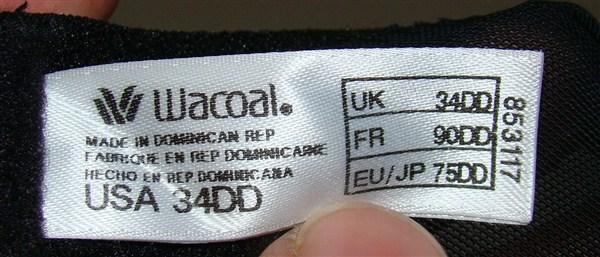 Wacoal®
MADE IN DOMINICAN REP
FABRIQUE EN REP DOMINICAINE
HECHO EN REP DOMINICANA
USA 34DD
UK 34DD
FR 90DD
EU/JP 75DD
853117